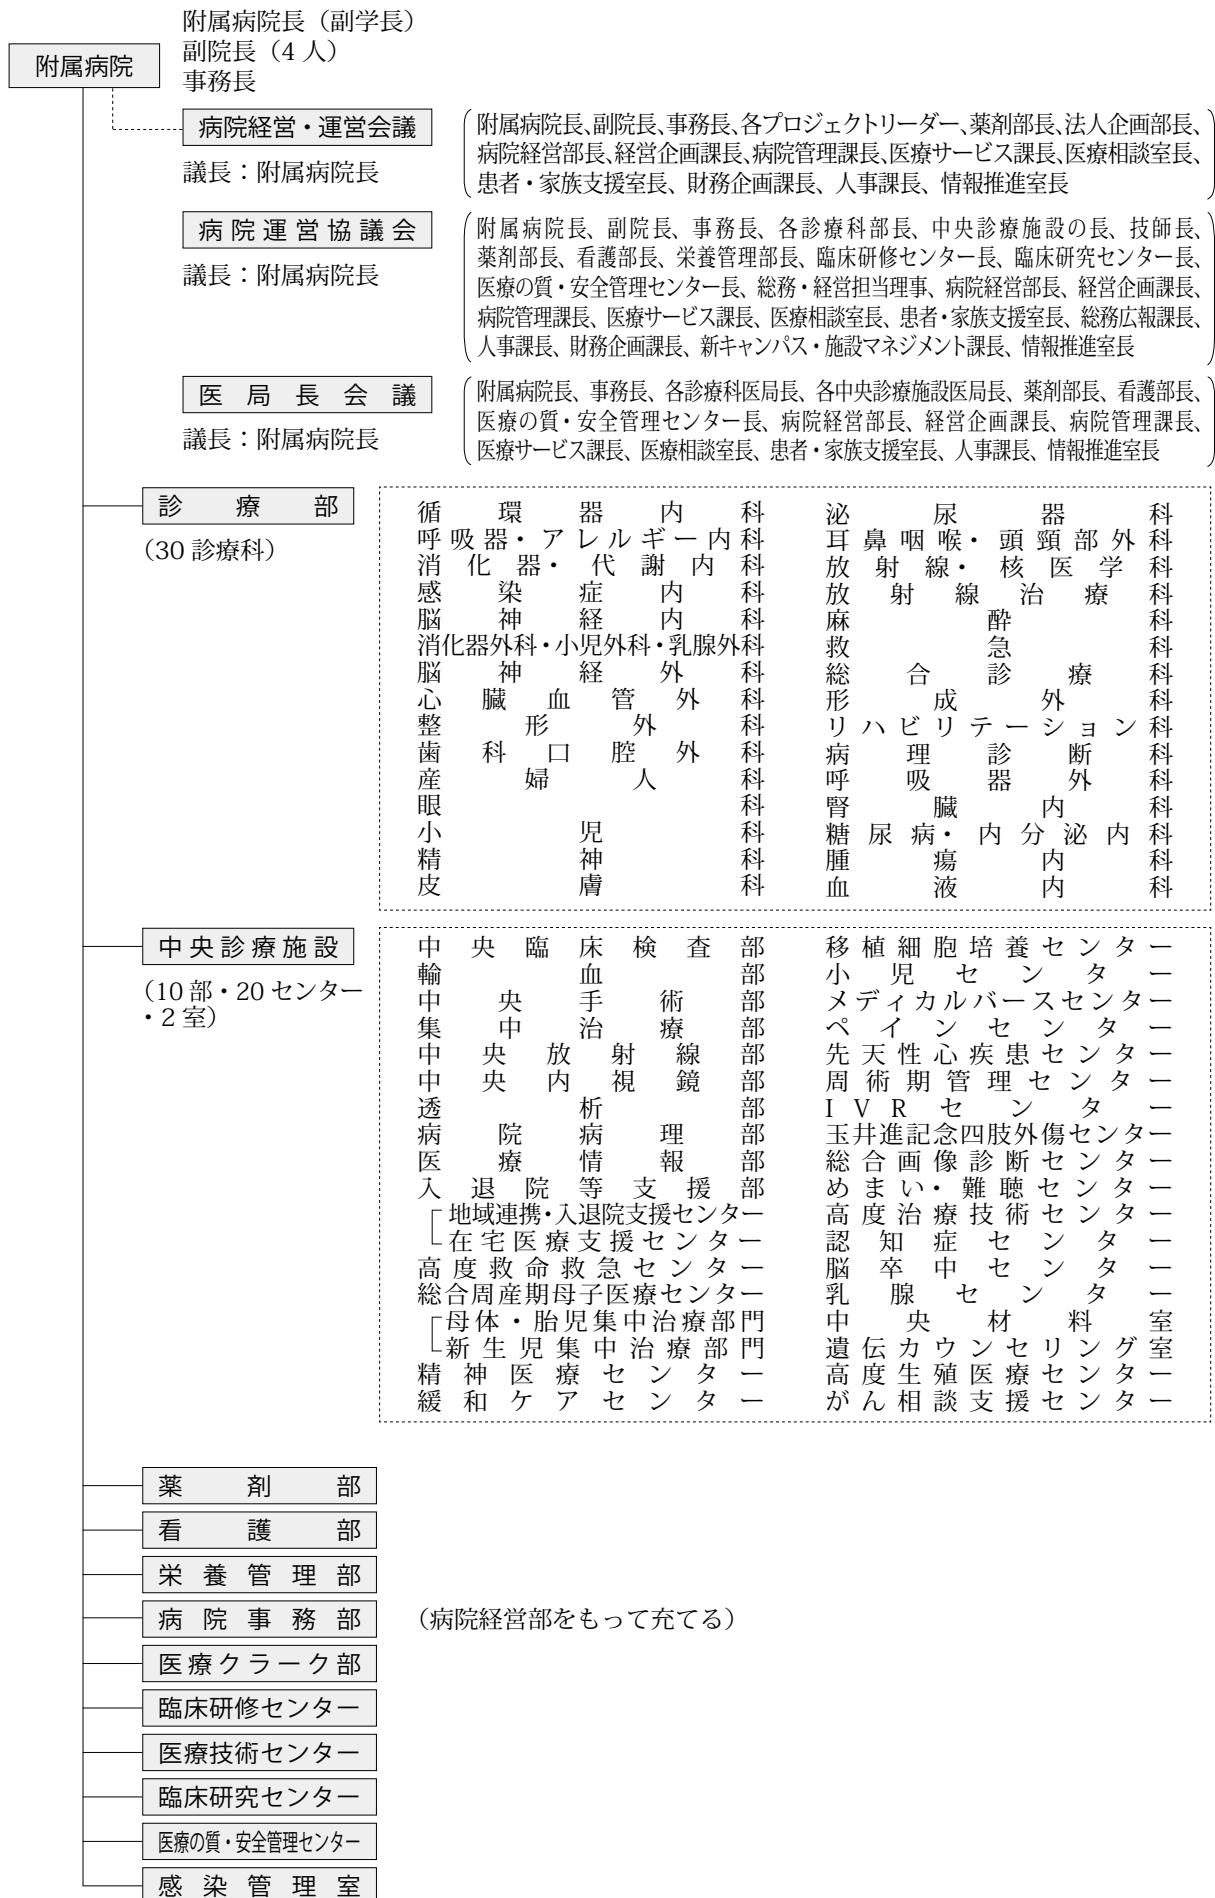 附属病院長（副学長）
副院長（4 人）
事務長
附属病院
病院経営・運営会議
議長：附属病院長
附属病院長、副院長、事務長、各プロジェクトリーダー、薬剤部長、法人企画部長、
病院経営部長、経営企画課長、病院管理課長、医療サービス課長、医療相談室長、
患者・家族支援室長、財務企画課長、人事課長、情報推進室長
病院運営協議会
議長：附属病院長
附属病院長、副院長、事務長、各診療科部長、中央診療施設の長、技師長、
薬剤部長、看護部長、栄養管理部長、臨床研修センター長、臨床研究センター長、
医療の質・安全管理センター長、総務・経営担当理事、病院経営部長、経営企画課長、
病院管理課長、医療サービス課長、医療相談室長、患者・家族支援室長、総務広報課長、
人事課長、財務企画課長、新キャンパス・施設マネジメント課長、情報推進室長
医局長会議
議長：附属病院長
附属病院長、事務長、各診療科医局長、各中央診療施設医局長、薬剤部長、看護部長、
医療の質・安全管理センター長、病院経営部長、経営企画課長、病院管理課長、
医療サービス課長、医療相談室長、患者・家族支援室長、人事課長、情報推進室長
診療部
（30 診療科）
循環器内科
呼吸器・アレルギー内科
消化器・代謝内科
感染症内科
脳神経内科
消化器外科・小児外科・乳腺外科
脳神経外科
心臓血管外科
整形外科
歯科口腔外科
産婦人科
眼科
小児科
精神科
皮膚科
泌尿器科
耳鼻咽喉・頭頸部外科
放射線・核医学科
放射線治療科
麻酔科
救急科
総合診療科
形成外科
リハビリテーション科
病理診断科
呼吸器外科
腎臓内科
糖尿病・内分泌内科
腫瘍内科
血液内科
中央診療施設
（10 部・20 センター
・2 室）
中央臨床検査部
輸血部
中央手術部
集中治療部
中央放射線部
中央内視鏡部
透析部
病院病理部
医療情報部
入退院等支援部
地域連携・入退院支援センター
在宅医療支援センター
高度救命救急センター
総合周産期母子医療センター
母体・胎児集中治療部門
新生児集中治療部門
精神医療センター
緩和ケアセンター
移植細胞培養センター
小児センター
メディカルバースセンター
ペインセンター
先天性心疾患センター
周術期管理センター
IVRセンター
玉井進記念四肢外傷センター
総合画像診断センター
めまい・難聴センター
高度治療技術センター
認知症センター
脳卒中センター
乳腺センター
中央材料室
遺伝カウンセリング室
高度生殖医療センター
がん相談支援センター
薬剤部
看護部
栄養管理部
病院事務部
（病院経営部をもって充てる）
医療クラーク部
臨床研修センター
医療技術センター
臨床研究センター
医療の質・安全管理センター
感染管理室